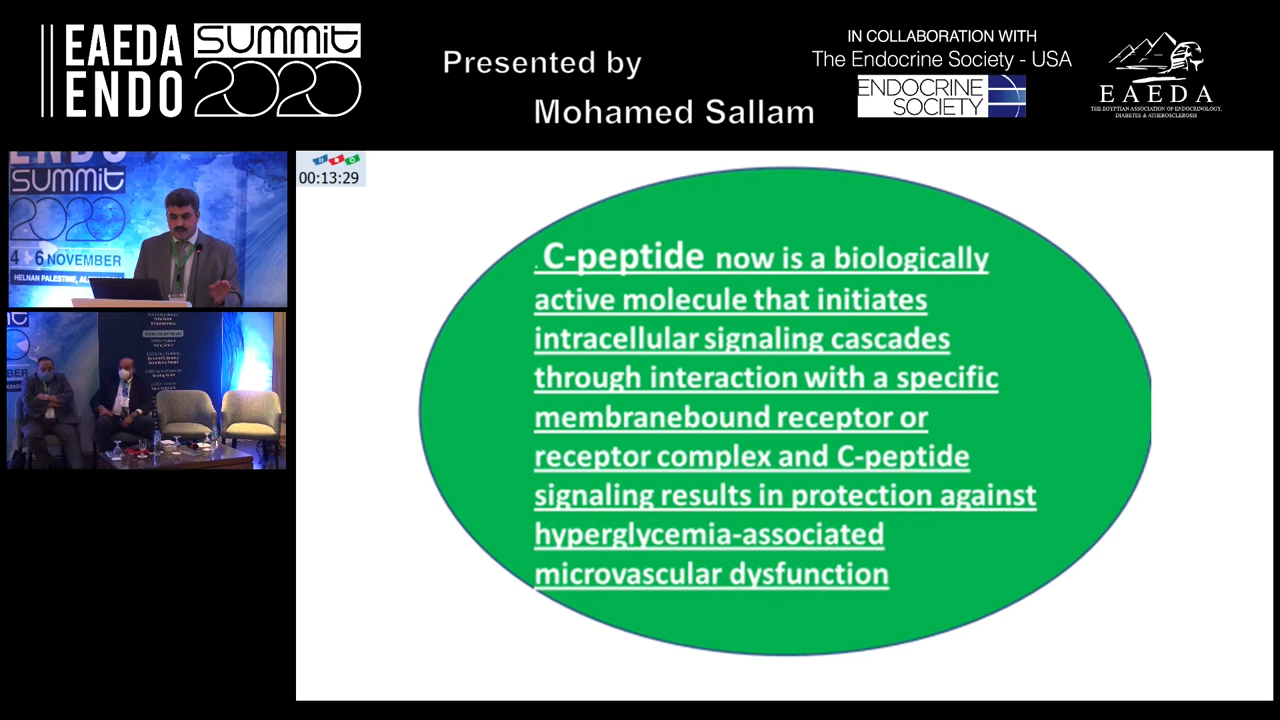 EAEDA
ENDO
summit
2020
Presented by
Mohamed Sallam
IN COLLABORATION WITH
The Endocrine Society - USA
ENDOCRINE
SOCIETY
EAEDA
THE EGYPTIAN ASSOCIATION OF ENDOCRINOLOGY,
DIABETES & ATHEROSCLEROSIS
ENDO
summit
2020
4 - 6 NOVEMBER
HELNAN PALESTINE,
00:13:29
. C-peptide now is a biologically
active molecule that initiates
intracellular signaling cascades
through interaction with a specific
membranebound receptor or
receptor complex and C-peptide
signaling results in protection against
hyperglycemia-associated
microvascular dysfunction